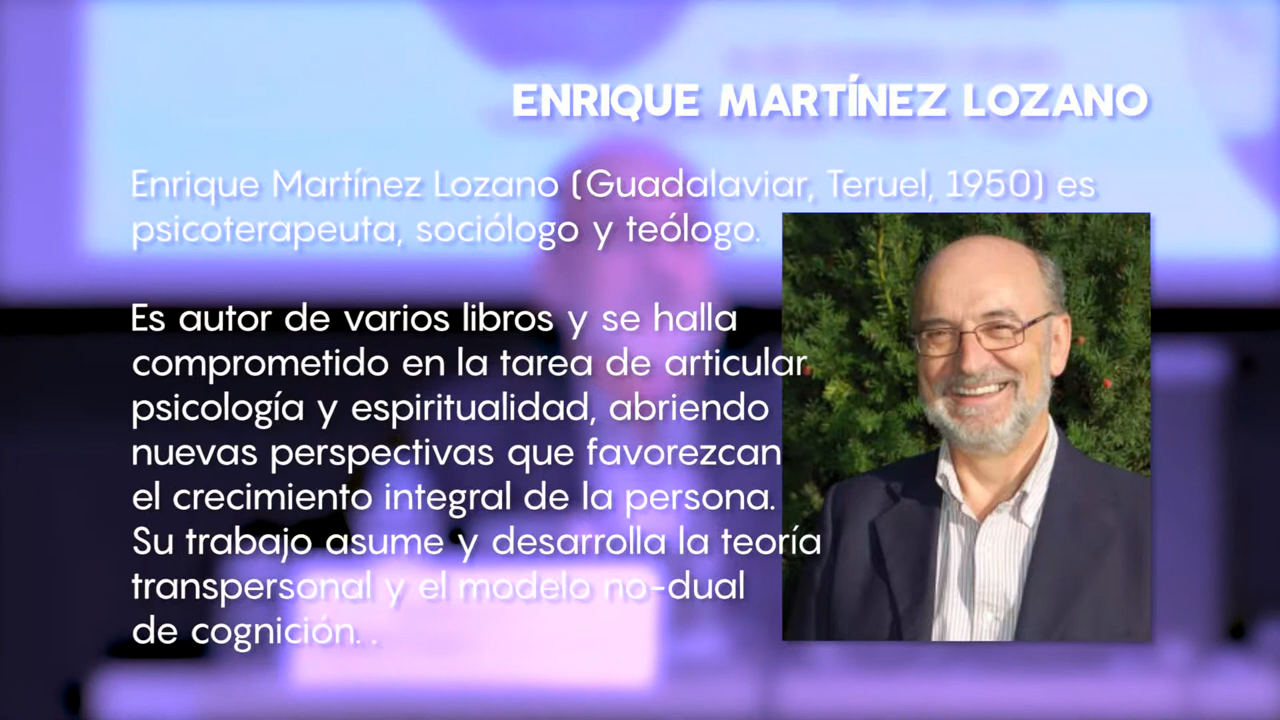 ENRIQUE MARTÍNEZ LOZANO
Enrique Martínez Lozano (Guadalaviar, Teruel, 1950) es
psicoterapeuta, sociólogo y teólogo.
Es autor de varios libros y se halla
comprometido en la tarea de articular
psicología y espiritualidad, abriendo
nuevas perspectivas que favorezcan
el crecimiento integral de la persona.
Su trabajo asume y desarrolla la teoría
transpersonal y el modelo no-dual
de cognición. .